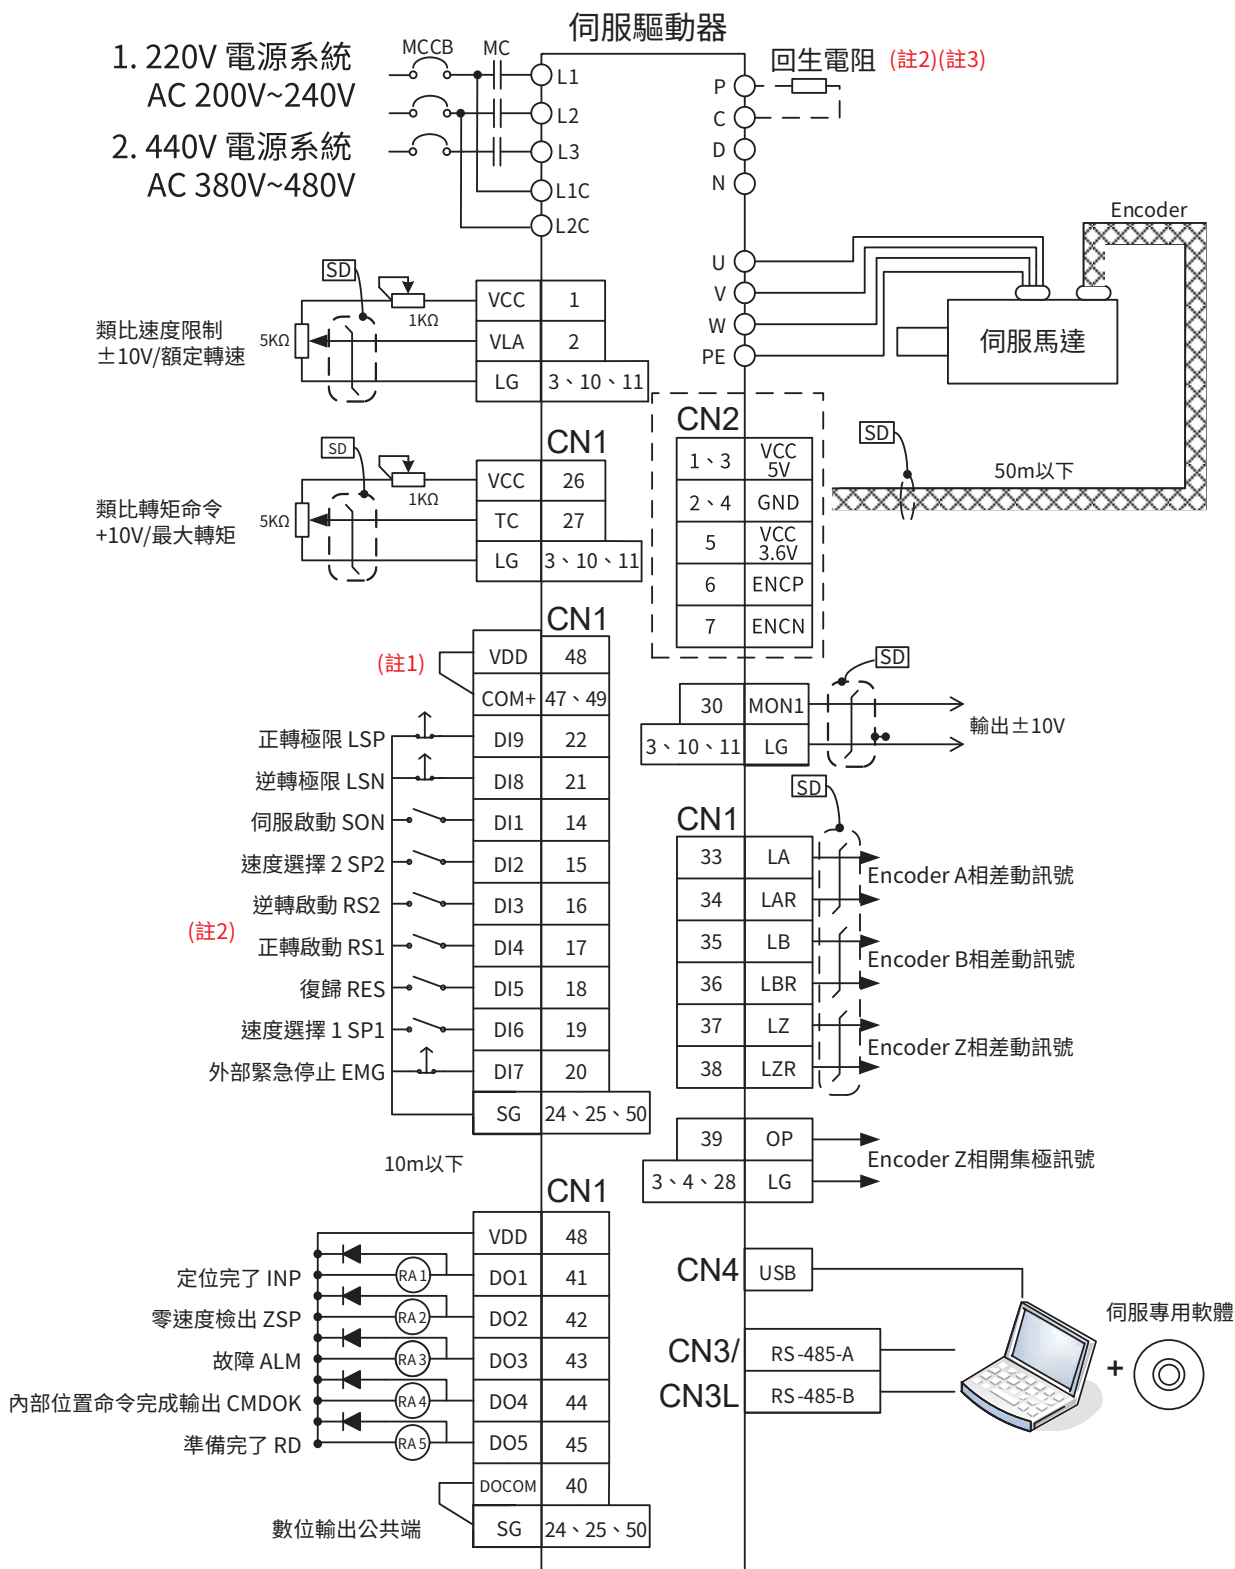 伺服驅動器
1. 220V 電源系統
AC 200V~240V
2. 440V 電源系統
AC 380V~480V
MCCB
MC
L1
L2
L3
L1C
L2C
回生電阻 (註2)(註3)
P
C
D
N
U
V
W
PE
Encoder
伺服馬達
SD
50m以下
類比速度限制
±10V/額定轉速
SD
5KΩ
1KΩ
VCC 1
VLA 2
LG 3、10、11
CN1
類比轉矩命令
+10V/最大轉矩
SD
5KΩ
1KΩ
VCC 26
TC 27
LG 3、10、11
CN2
1、3 VCC 5V
2、4 GND
5 VCC 3.6V
6 ENCP
7 ENCN
CN1
(註1)
VDD 48
COM+ 47、49
正轉極限 LSP DI9 22
逆轉極限 LSN DI8 21
伺服啟動 SON DI1 14
速度選擇 2 SP2 DI2 15
逆轉啟動 RS2 DI3 16
(註2)
正轉啟動 RS1 DI4 17
復歸 RES DI5 18
速度選擇 1 SP1 DI6 19
外部緊急停止 EMG DI7 20
SG 24、25、50
10m以下
SD
30 MON1
3、10、11 LG
輸出±10V
SD
CN1
33 LA
34 LAR
Encoder A相差動訊號
35 LB
36 LBR
Encoder B相差動訊號
37 LZ
38 LZR
Encoder Z相差動訊號
39 OP
3、4、28 LG
Encoder Z相開集極訊號
CN1
VDD 48
定位完了 INP RA1 DO1 41
零速度檢出 ZSP RA2 DO2 42
故障 ALM RA3 DO3 43
內部位置命令完成輸出 CMDOK RA4 DO4 44
準備完了 RD RA5 DO5 45
DOCOM 40
數位輸出公共端 SG 24、25、50
CN4 USB
CN3/ RS-485-A
CN3L RS-485-B
伺服專用軟體
+